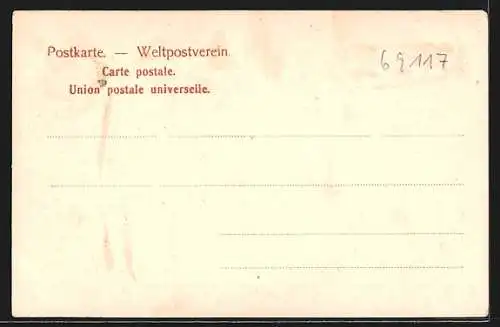 Postkarte. — Weltpostverein.
69117
Carte postale.
Union postale universelle.